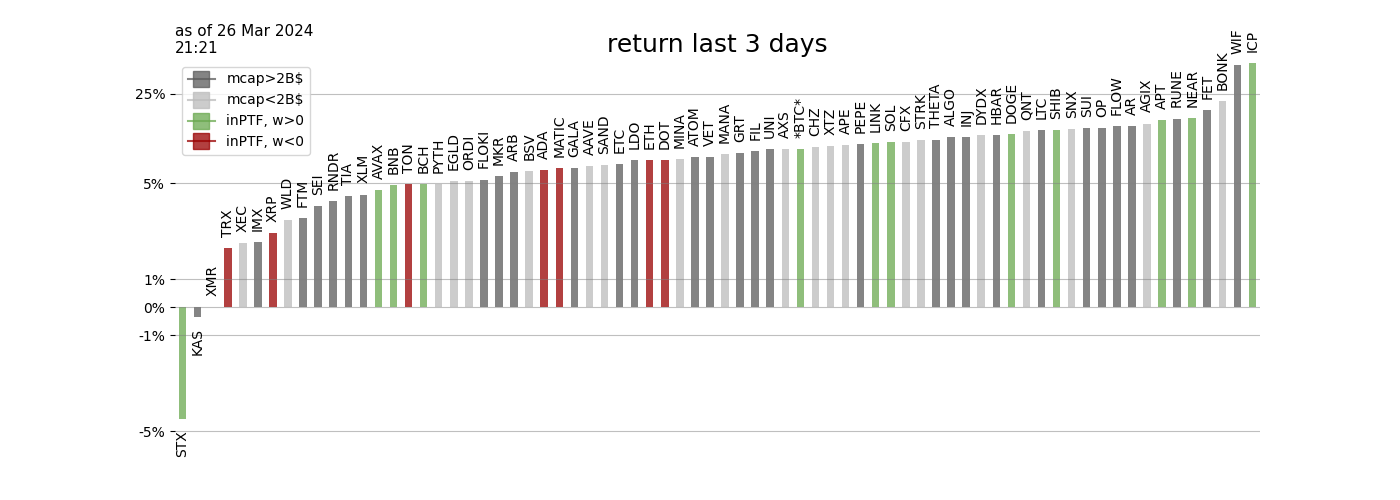 as of 26 Mar 2024
21:21
return last 3 days
mcap>2B$
mcap<2B$
inPTF, w>0
inPTF, w<0
25%
5%
1%
0%
-1%
-5%
STX
KAS
XMR
TRX
XEC
IMX
XRP
WLD
FTM
SEI
RNDR
TIA
XLM
AVAX
BNB
TON
BCH
PYTH
EGLD
ORDI
FLOKI
MKR
ARB
BSV
ADA
MATIC
GALA
AAVE
SAND
ETC
LDO
ETH
DOT
MINA
ATOM
VET
MANA
GRT
FIL
UNI
AXS
*BTC*
CHZ
XTZ
APE
PEPE
LINK
SOL
CFX
STRK
THETA
ALGO
INJ
DYDX
HBAR
DOGE
QNT
LTC
SHIB
SNX
SUI
OP
FLOW
AR
AGIX
APT
RUNE
NEAR
FET
BONK
WIF
ICP